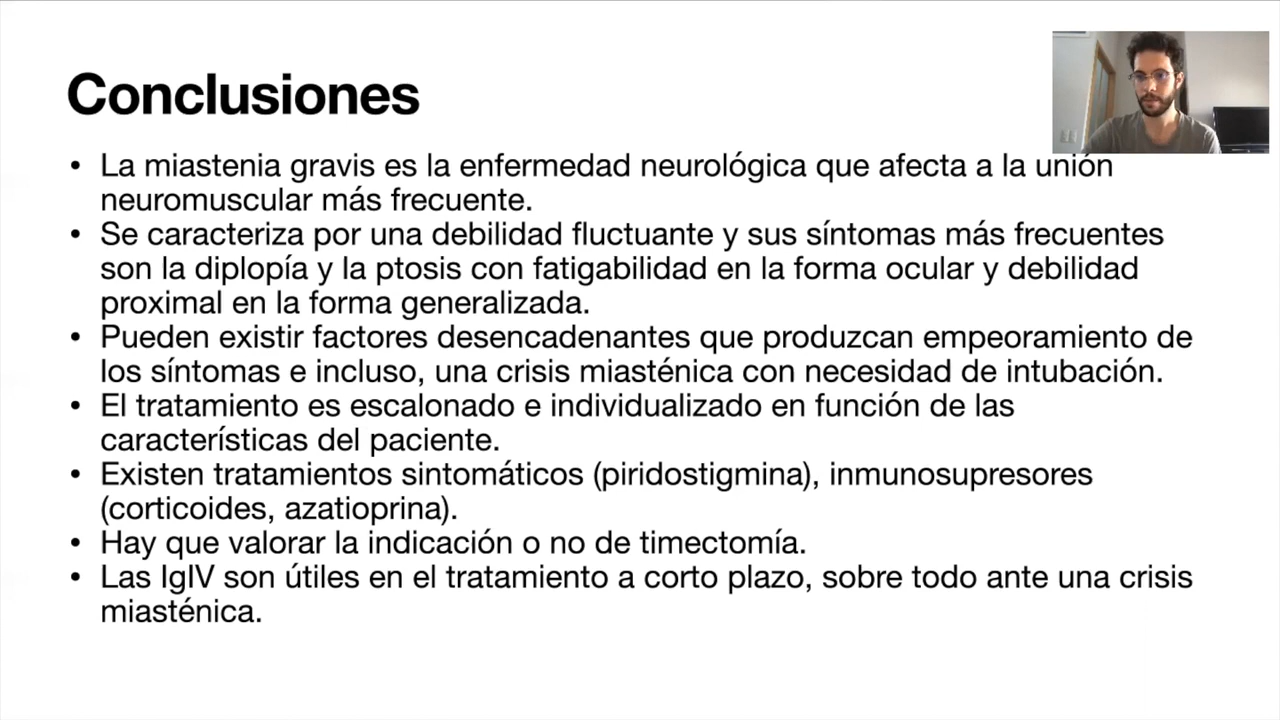 Conclusiones
• La miastenia gravis es la enfermedad neurológica que afecta a la unión
neuromuscular más frecuente.
• Se caracteriza por una debilidad fluctuante y sus síntomas más frecuentes
son la diplopía y la ptosis con fatigabilidad en la forma ocular y debilidad
proximal en la forma generalizada.
• Pueden existir factores desencadenantes que produzcan empeoramiento de
los síntomas e incluso, una crisis miasténica con necesidad de intubación.
• El tratamiento es escalonado e individualizado en función de las
características del paciente.
• Existen tratamientos sintomáticos (piridostigmina), inmunosupresores
(corticoides, azatioprina).
• Hay que valorar la indicación o no de timectomía.
• Las IgIV son útiles en el tratamiento a corto plazo, sobre todo ante una crisis
miasténica.